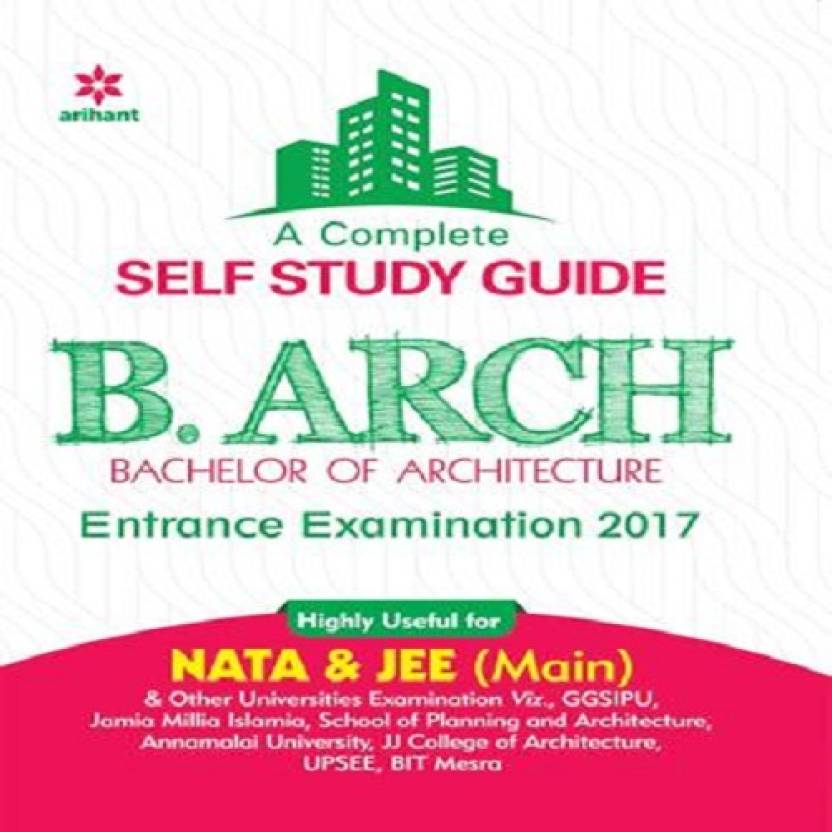 arihant
A Complete
SELF STUDY GUIDE
B. ARCH
BACHELOR OF ARCHITECTURE
Entrance Examination 2017
Highly Useful for
NATA & JEE (Main)
& Other Universities Examination Viz., GGSIPU,
Jamia Millia Islamia, School of Planning and Architecture,
Annamalai University, JJ College of Architecture,
UPSEE, BIT Mesra